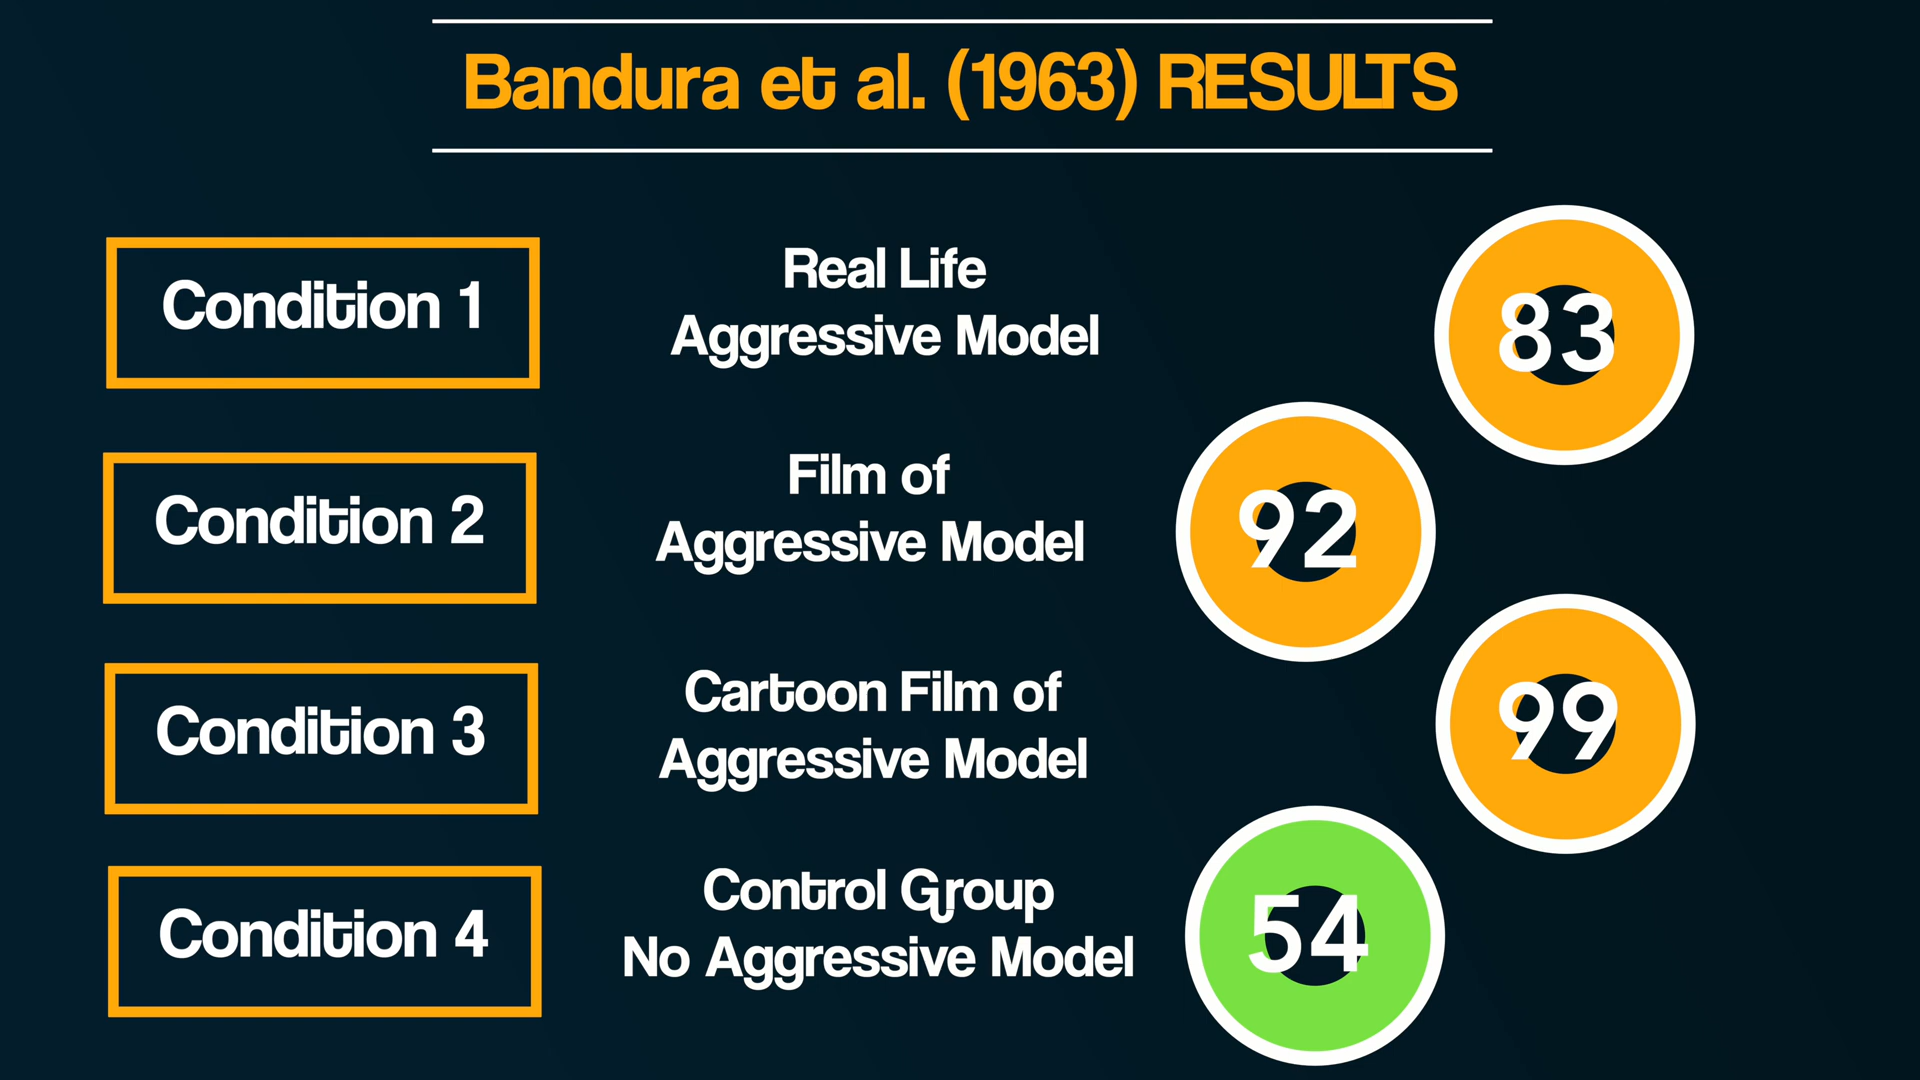 Bandura et al. (1963) RESULTS
Condition 1
Real Life
Aggressive Model
83
Condition 2
Film of
Aggressive Model
92
Condition 3
Cartoon Film of
Aggressive Model
99
Condition 4
Control Group
No Aggressive Model
54